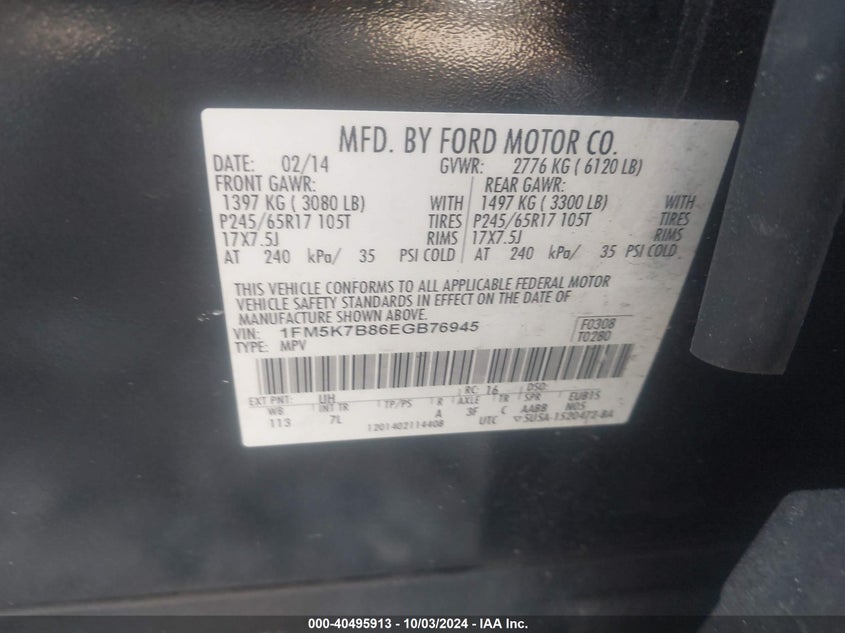 MFD. BY FORD MOTOR CO.
DATE: 02/14 GVWR: 2776 KG ( 6120 LB)
FRONT GAWR: REAR GAWR:
1397 KG ( 3080 LB) WITH 1497 KG ( 3300 LB) WITH
P245/65R17 105T TIRES P245/65R17 105T TIRES
17X7.5J RIMS 17X7.5J RIMS
AT 240 kPa/ 35 PSI COLD AT 240 kPa/ 35 PSI COLD
THIS VEHICLE CONFORMS TO ALL APPLICABLE FEDERAL MOTOR
VEHICLE SAFETY STANDARDS IN EFFECT ON THE DATE OF
MANUFACTURE SHOWN ABOVE.
VIN: 1FM5K7B86EGB76945 F0308
TYPE: MPV T0280
EXT PNT: UH RC: 16 DSO:
WB INT TR TP/PS R AXLE TR SPR EUB15
113 7L A 3F C AABB N05
1201402114408 UTC 5USA-1520472-BA
000-40495913 - 10/03/2024 - IAA Inc.